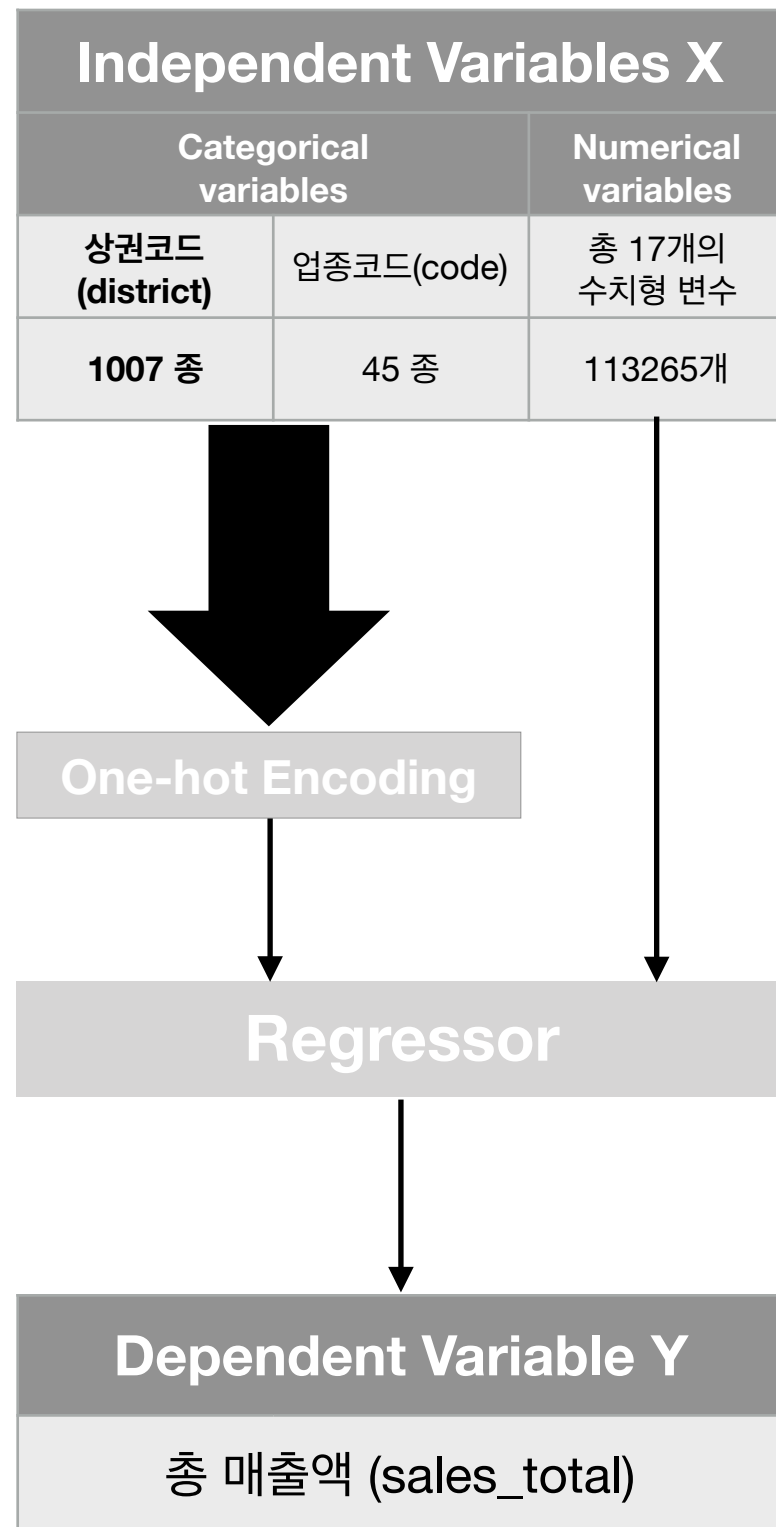 Independent Variables X
Categorical
variables
Numerical
variables
상권코드
(district)
업종코드(code)
총 17개의
수치형 변수
1007 종
45 종
113265개
One-hot Encoding
Regressor
Dependent Variable Y
총 매출액 (sales_total)